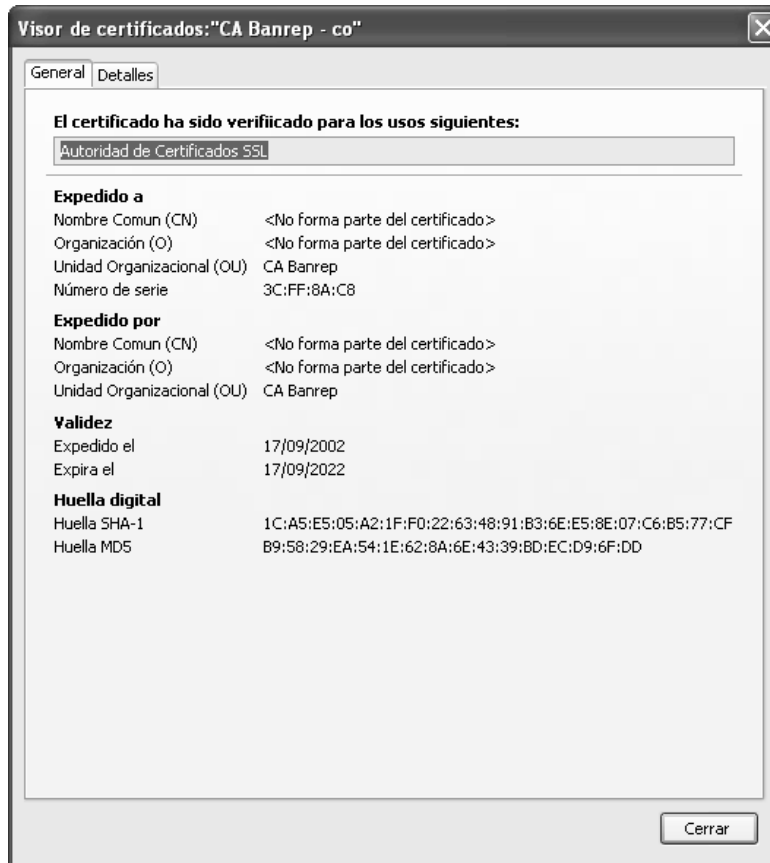 Visor de certificados:"CA Banrep - co"
General Detalles
El certificado ha sido verifiicado para los usos siguientes:
Autoridad de Certificados SSL
Expedido a
Nombre Comun (CN) <No forma parte del certificado>
Organización (O) <No forma parte del certificado>
Unidad Organizacional (OU) CA Banrep
Número de serie 3C:FF:8A:C8
Expedido por
Nombre Comun (CN) <No forma parte del certificado>
Organización (O) <No forma parte del certificado>
Unidad Organizacional (OU) CA Banrep
Validez
Expedido el 17/09/2002
Expira el 17/09/2022
Huella digital
Huella SHA-1 1C:A5:E5:05:A2:1F:F0:22:63:48:91:B3:6E:E5:8E:07:C6:B5:77:CF
Huella MD5 B9:58:29:EA:54:1E:62:8A:6E:43:39:BD:EC:D9:6F:DD
Cerrar